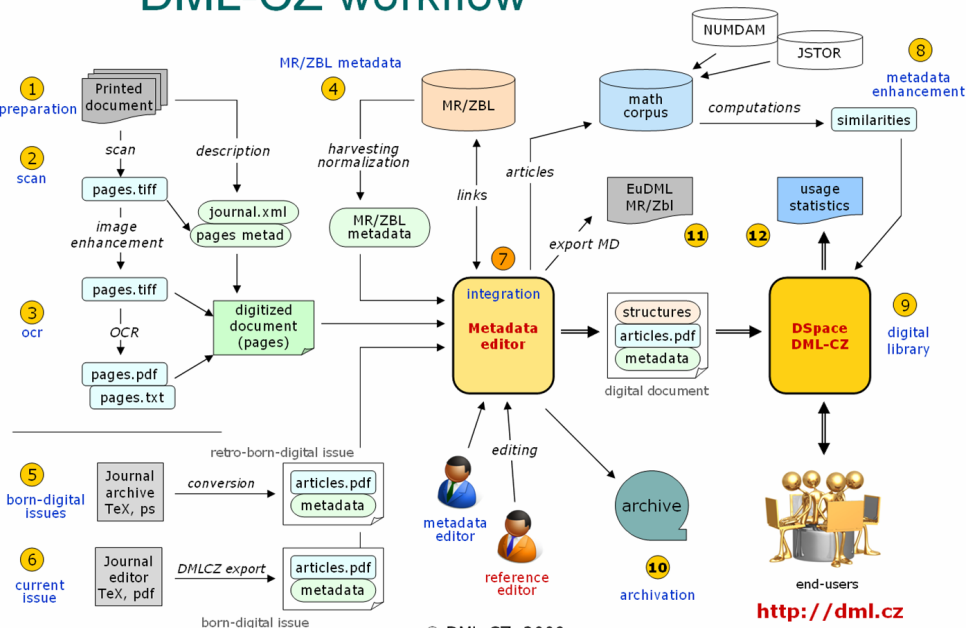 DML-CZ workflow
NUMDAM
JSTOR
8
metadata
enhancement
1
preparation
Printed
document
MR/ZBL metadata
4
MR/ZBL
math
corpus
computations
similarities
scan
description
harvesting
normalization
2
scan
pages.tiff
journal.xml
pages metad
MR/ZBL
metadata
links
articles
EuDML
MR/Zbl
usage
statistics
image
enhancement
export MD
11
12
7
3
ocr
pages.tiff
OCR
digitized
document
(pages)
integration
Metadata
editor
structures
articles.pdf
metadata
digital document
DSpace
DML-CZ
9
digital
library
pages.pdf
pages.txt
retro-born-digital issue
5
born-digital
issues
Journal
archive
TeX, ps
conversion
articles.pdf
metadata
editing
metadata
editor
archive
6
current
issue
Journal
editor
TeX, pdf
DMLCZ export
articles.pdf
metadata
born-digital issue
reference
editor
10
archivation
end-users
http://dml.cz